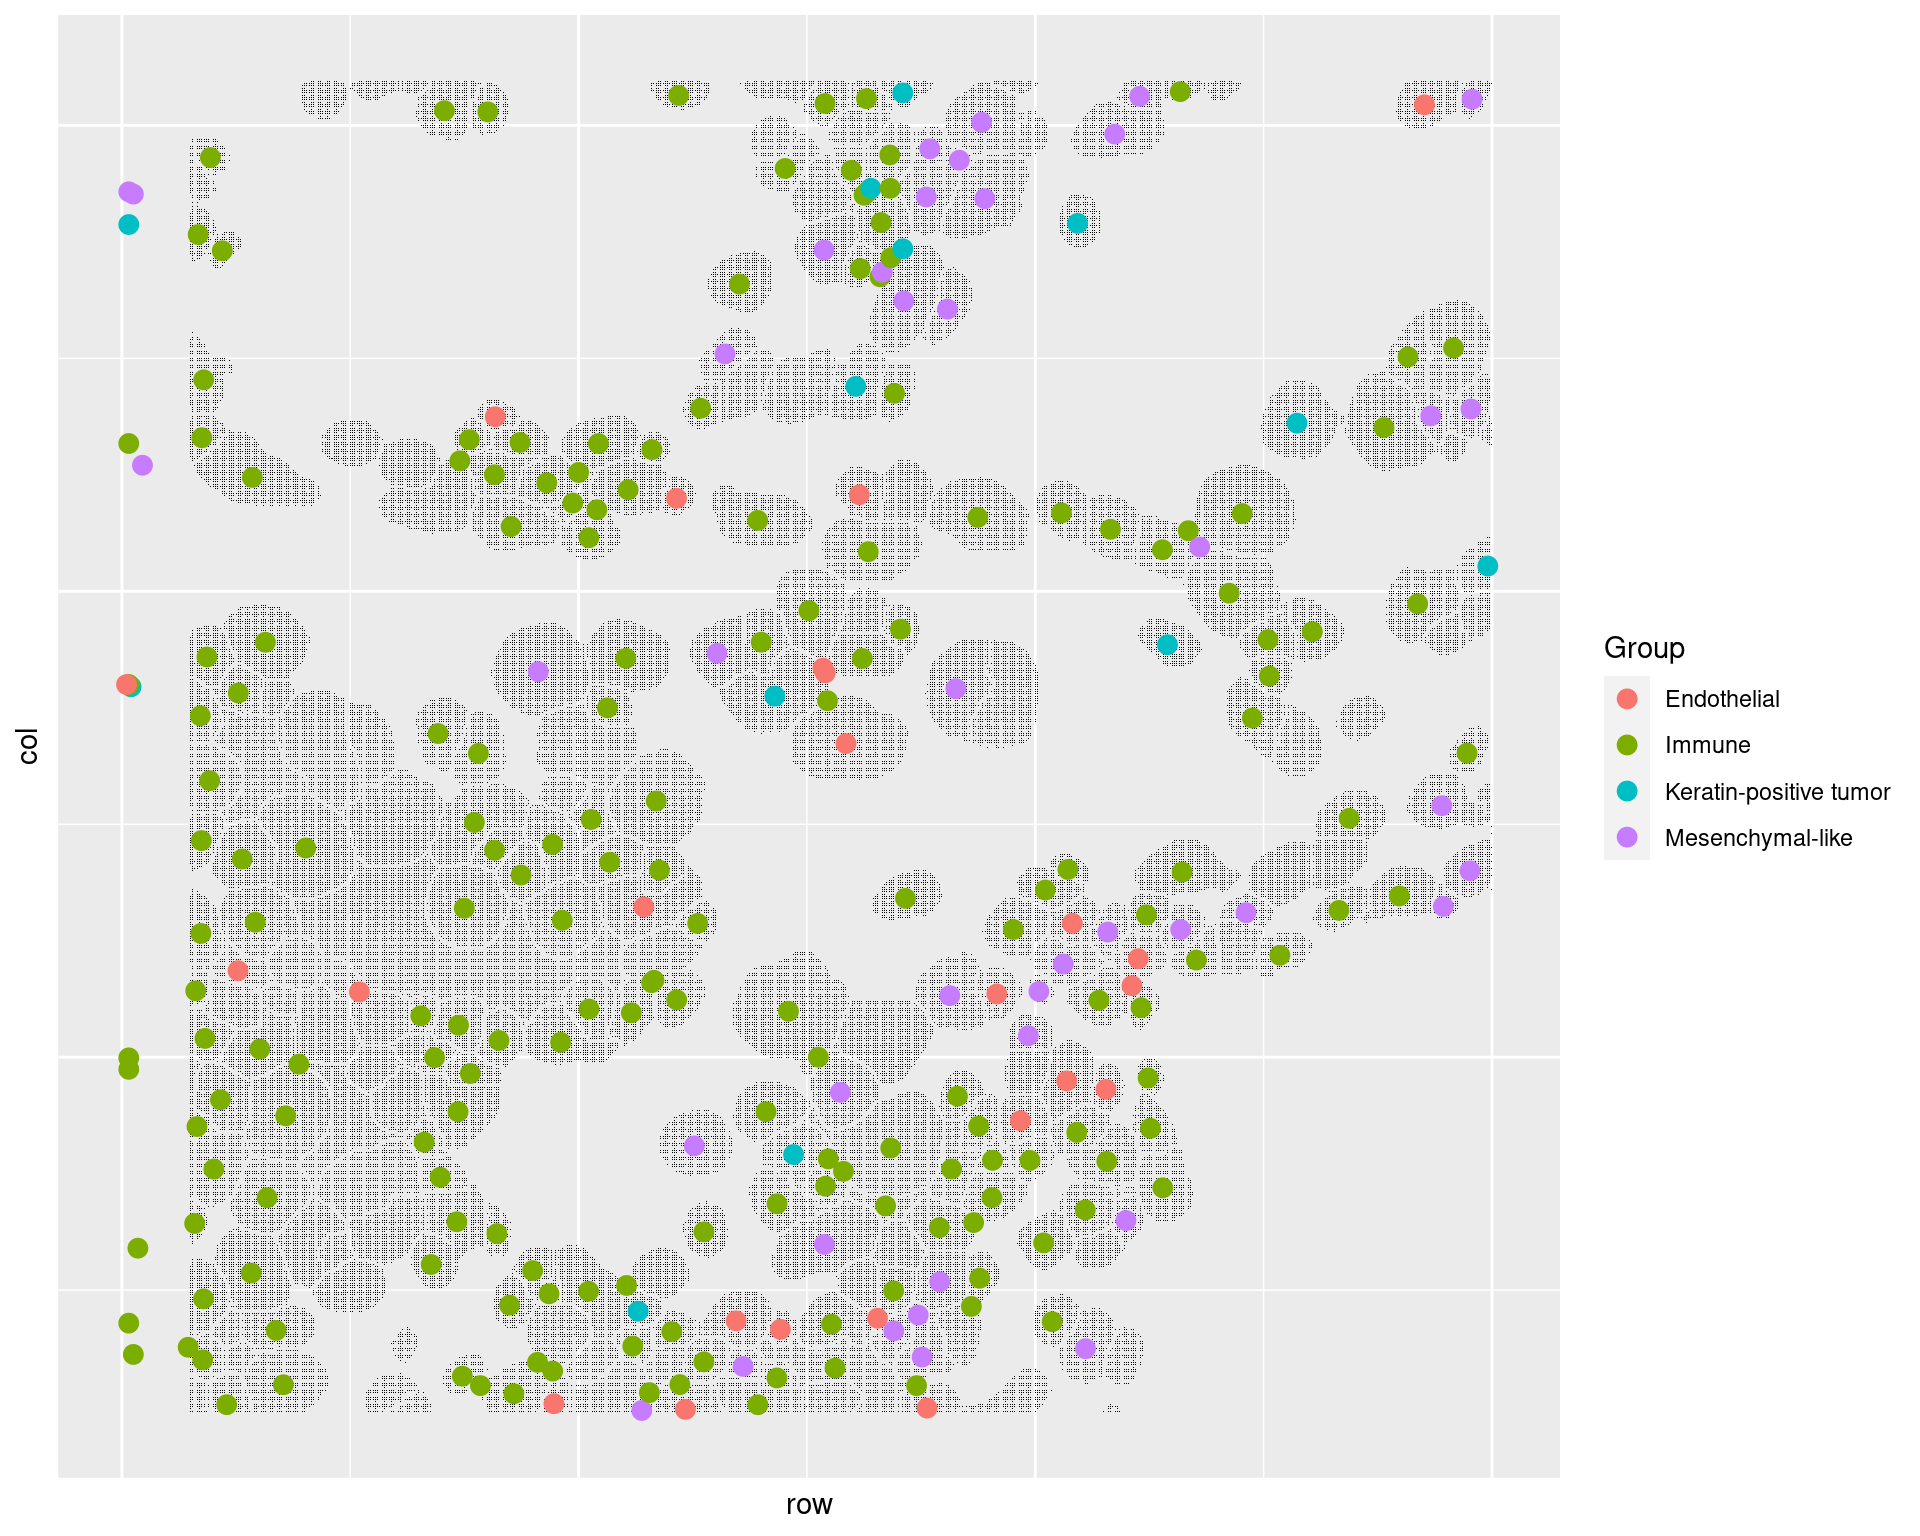 col
row
Group
Endothelial
Immune
Keratin-positive tumor
Mesenchymal-like